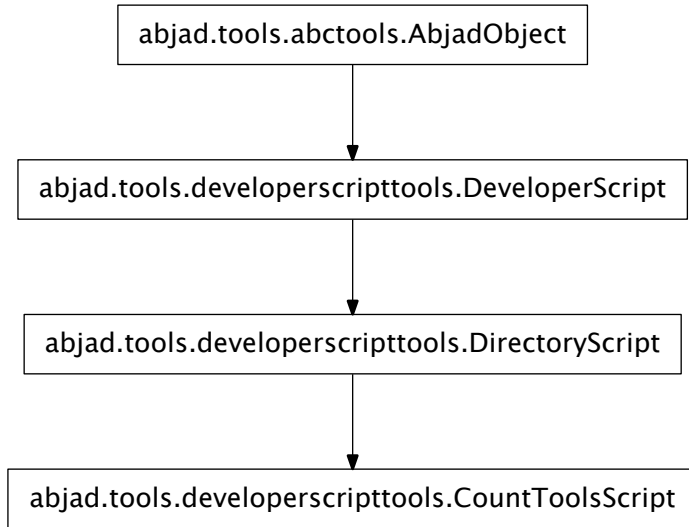 abjad.tools.abctools.AbjadObject
abjad.tools.developerscripttools.DeveloperScript
abjad.tools.developerscripttools.DirectoryScript
abjad.tools.developerscripttools.CountToolsScript